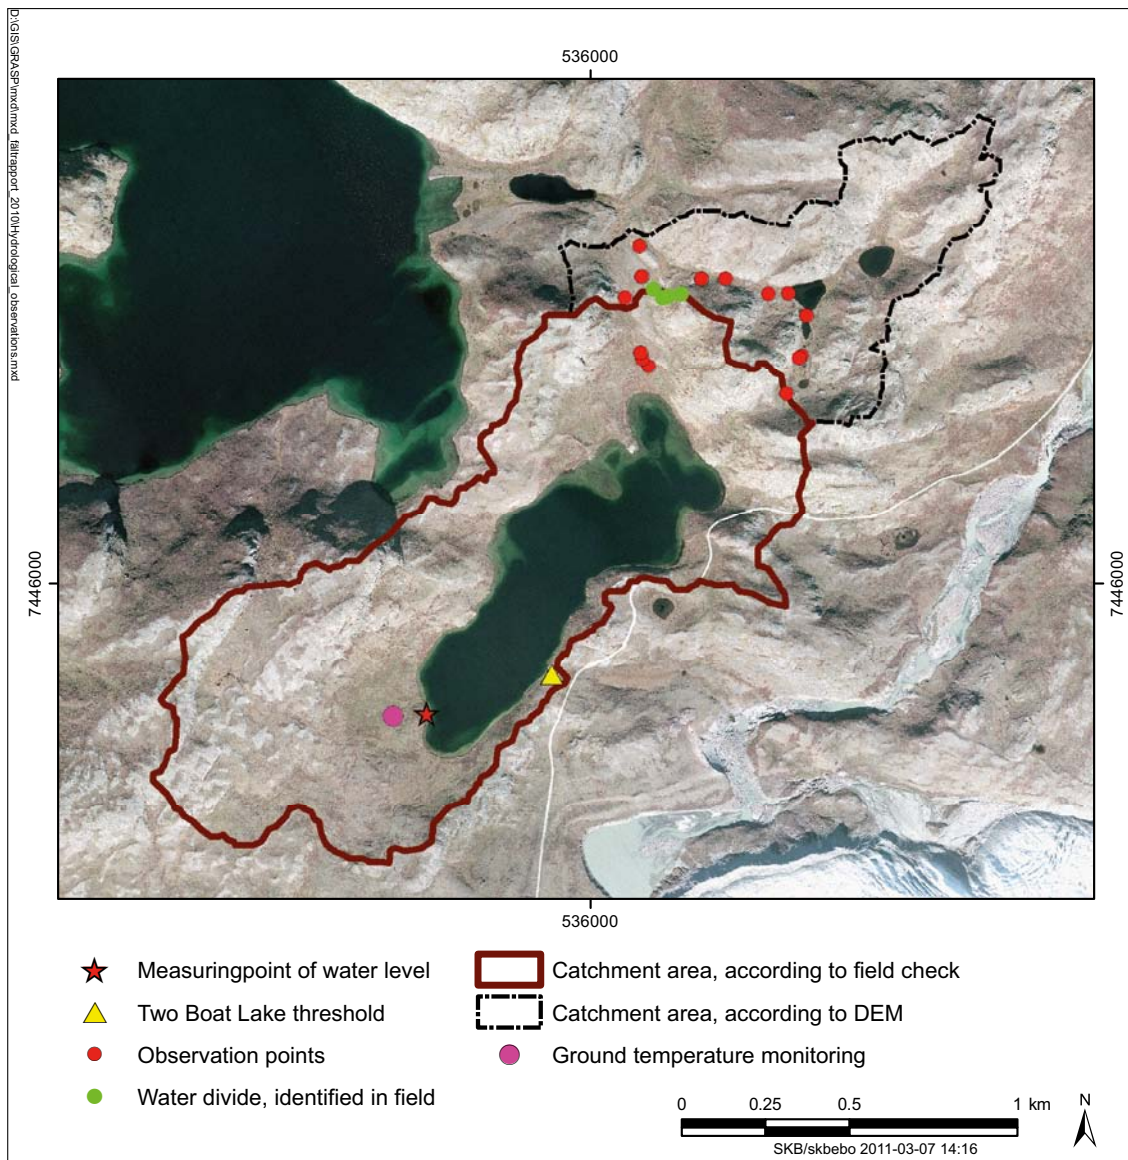 D:\GIS\GRASP\mxd\mxd_fältrapport_2010\Hydrological_observations.mxd
536000
7446000
7446000
536000
Measuringpoint of water level
Two Boat Lake threshold
Observation points
Water divide, identified in field
Catchment area, according to field check
Catchment area, according to DEM
Ground temperature monitoring
0 0.25 0.5 1 km
N
SKB/skbebo 2011-03-07 14:16